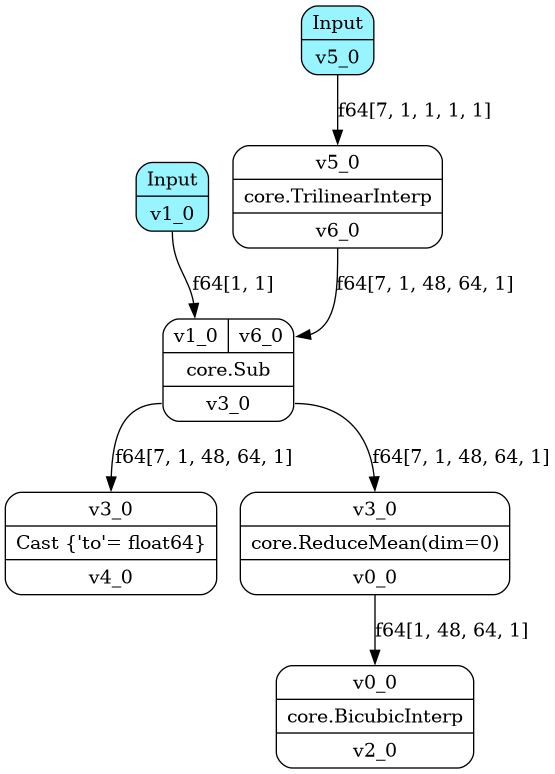 Input
v5_0
f64[7, 1, 1, 1, 1]
v5_0
core.TrilinearInterp
v6_0
Input
v1_0
f64[1, 1]
f64[7, 1, 48, 64, 1]
v1_0 v6_0
core.Sub
v3_0
f64[7, 1, 48, 64, 1]
f64[7, 1, 48, 64, 1]
v3_0
Cast {'to'= float64}
v4_0
v3_0
core.ReduceMean(dim=0)
v0_0
f64[1, 48, 64, 1]
v0_0
core.BicubicInterp
v2_0